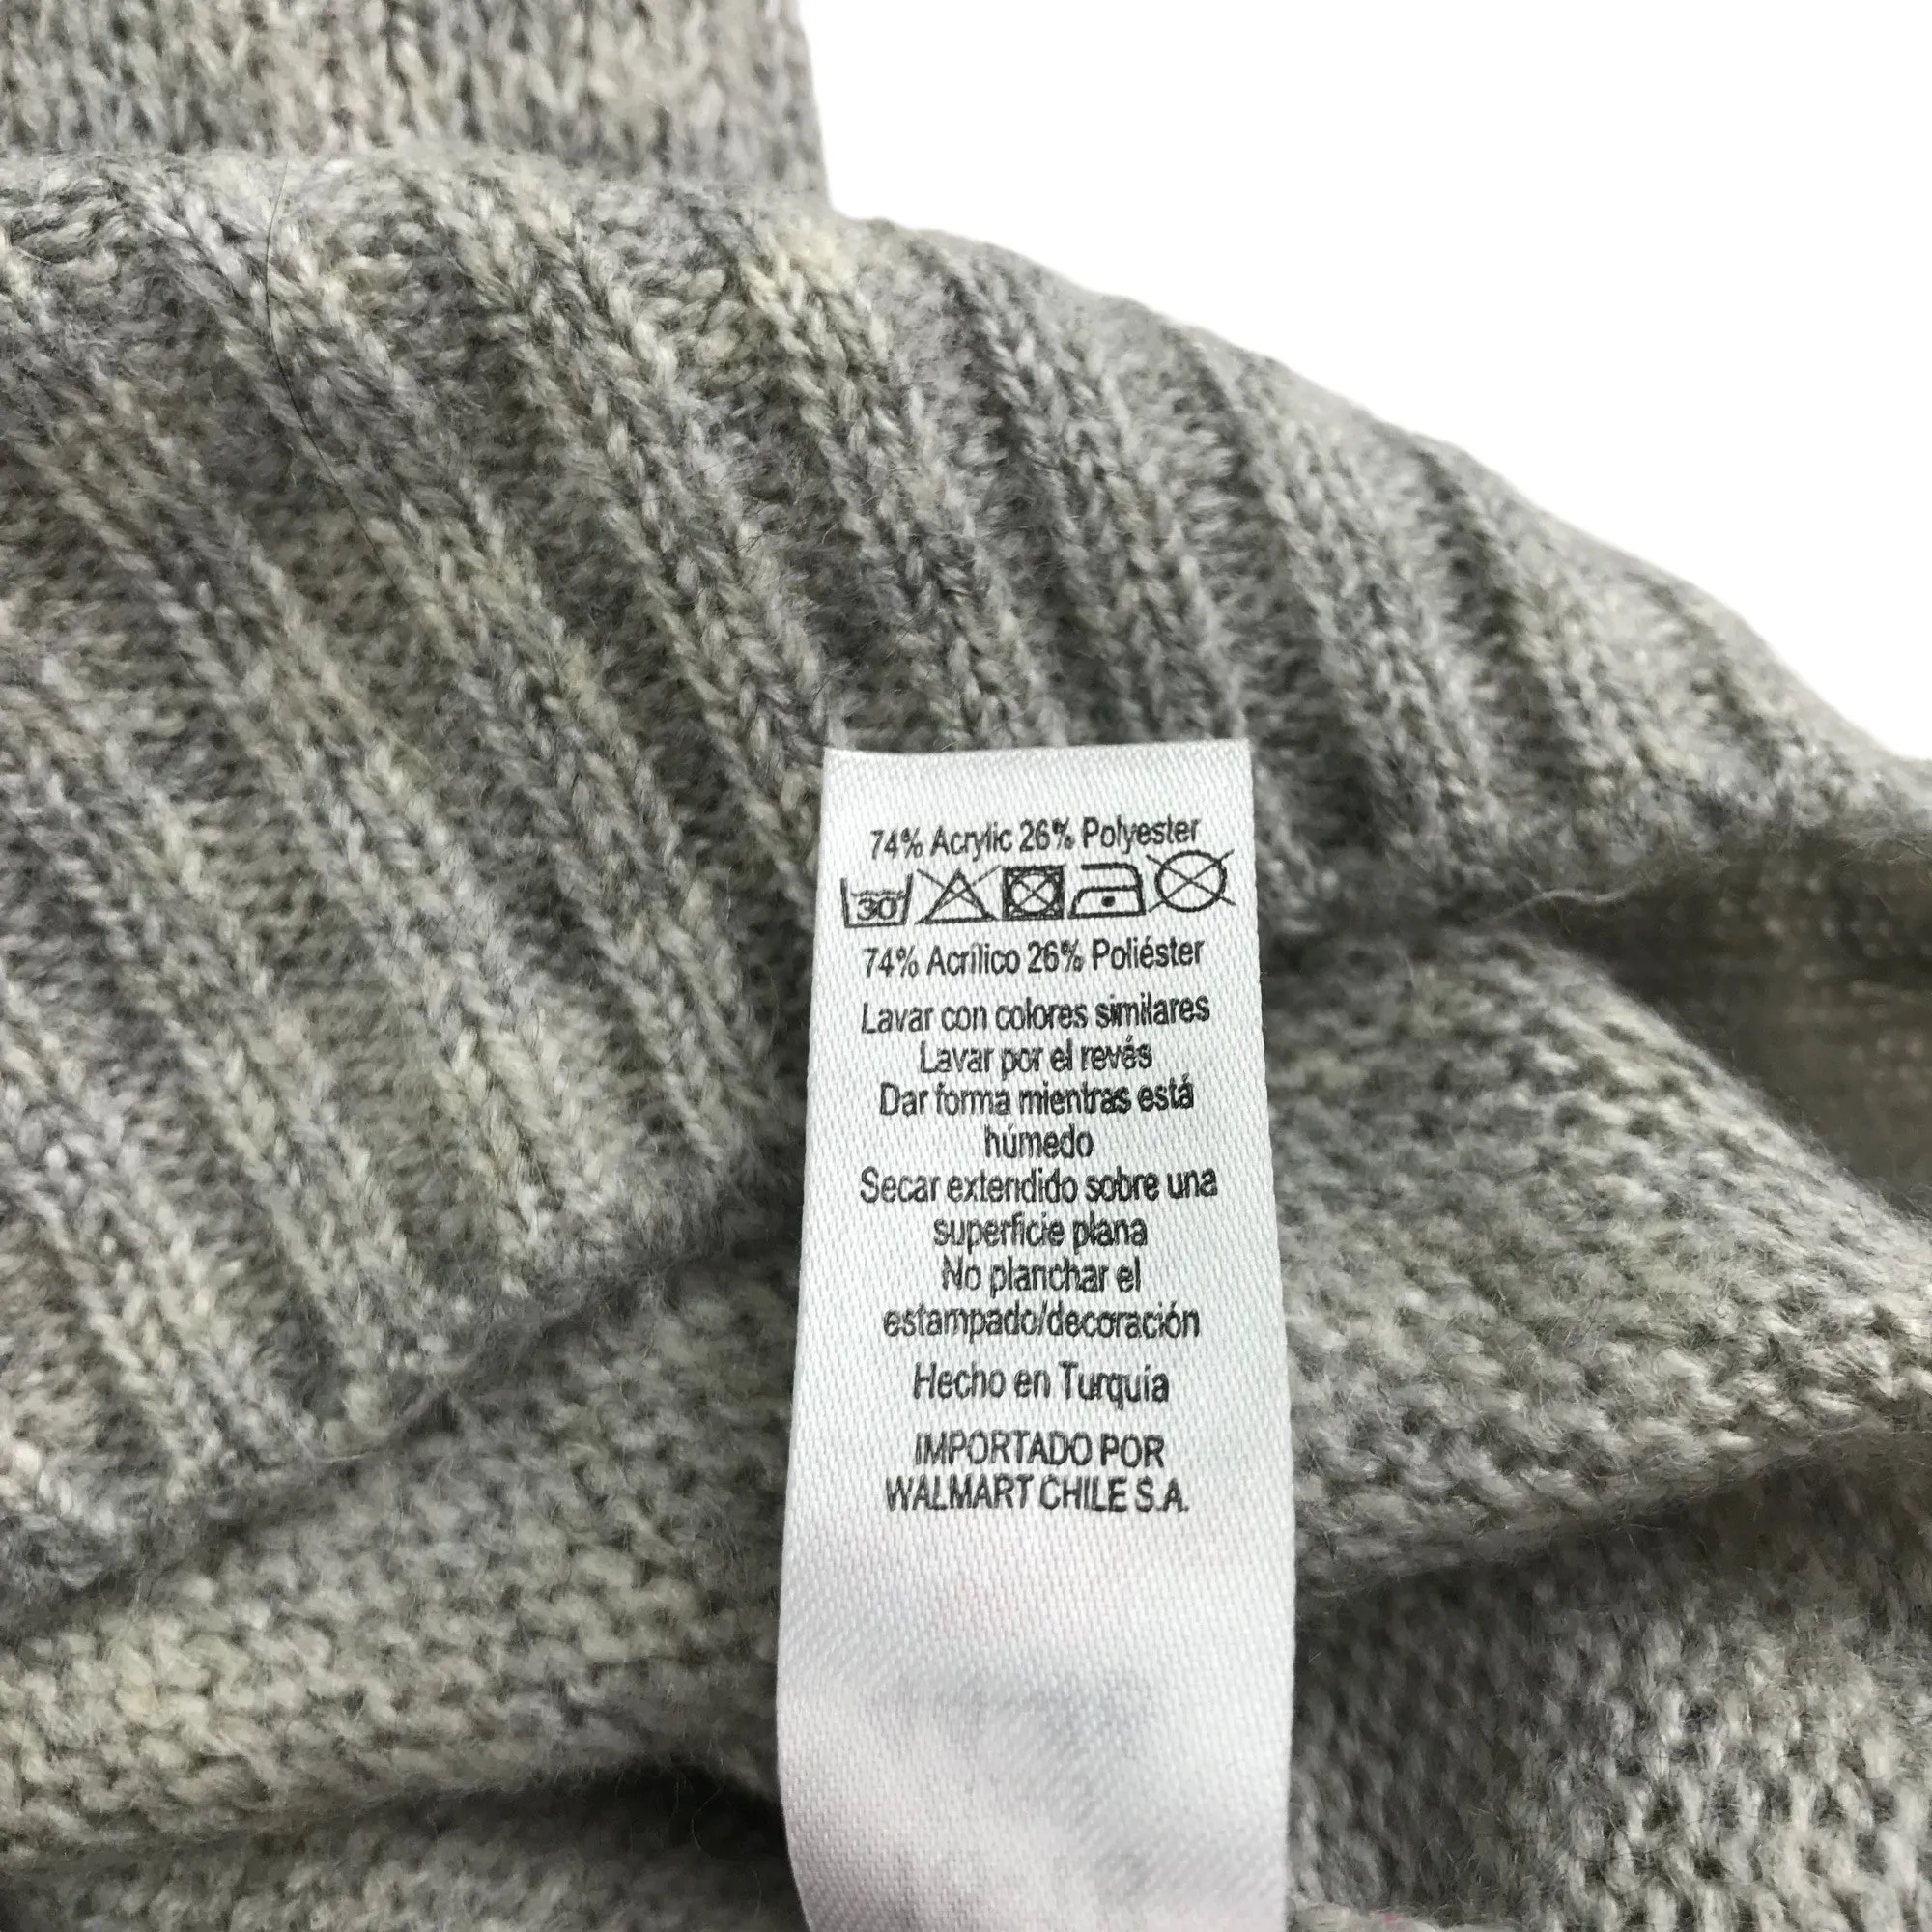 74% Acrylic 26% Polyester
30
74% Acrílico 26% Poliéster
Lavar con colores similares
Lavar por el revés
Dar forma mientras está
húmedo
Secar extendido sobre una
superficie plana
No planchar el
estampado/decoración
Hecho en Turquía
IMPORTADO POR
WALMART CHILE S.A.